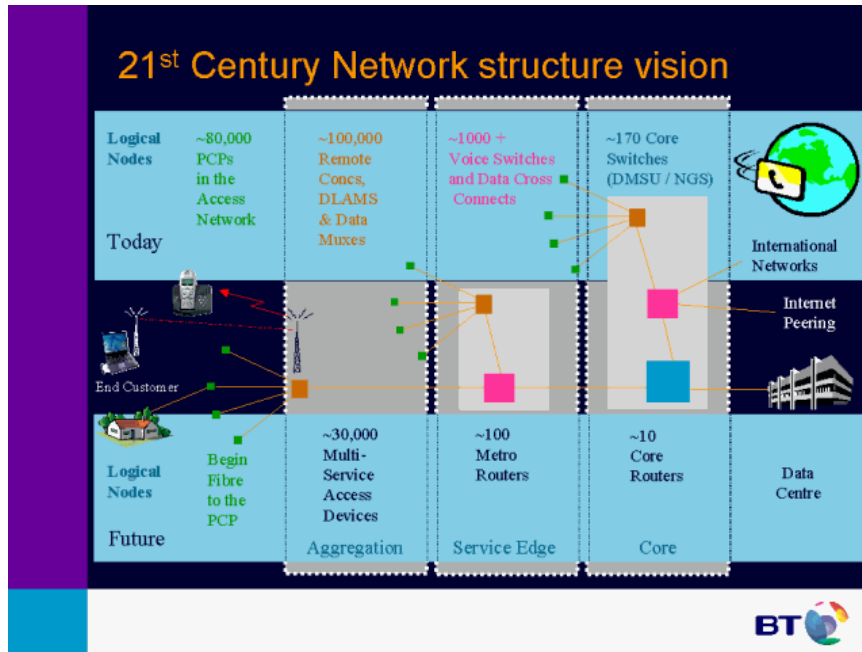 21st Century Network structure vision
Logical
Nodes
Today
~80,000
PCPs
in the
Access
Network
~100,000
Remote
Concs,
DLAMS
& Data
Muxes
~1000 +
Voice Switches
and Data Cross
Connects
~170 Core
Switches
(DMSU / NGS)
International
Networks
Internet
Peering
End Customer
Logical
Nodes
Future
Begin
Fibre
to the
PCP
~30,000
Multi-
Service
Access
Devices
Aggregation
~100
Metro
Routers
Service Edge
~10
Core
Routers
Core
Data
Centre
BT